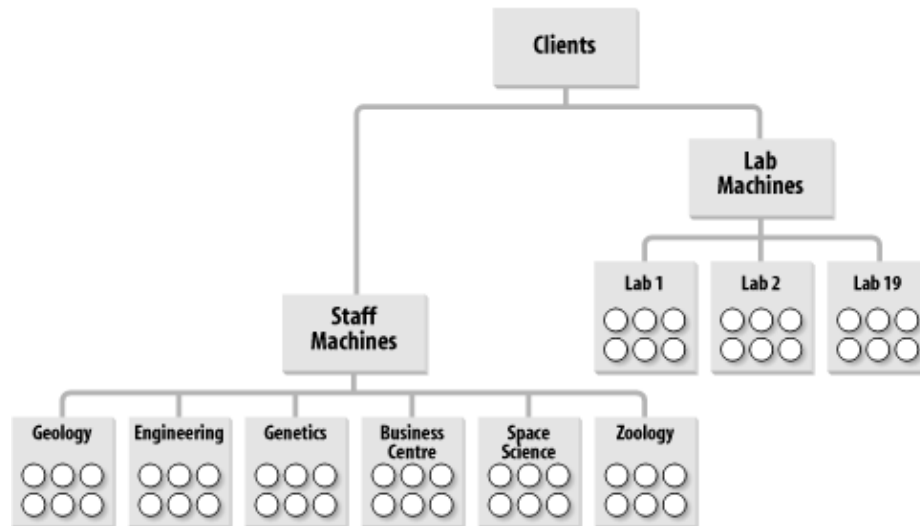 Clients
Lab
Machines
Lab 1
Lab 2
Lab 19
Staff
Machines
Geology
Engineering
Genetics
Business
Centre
Space
Science
Zoology